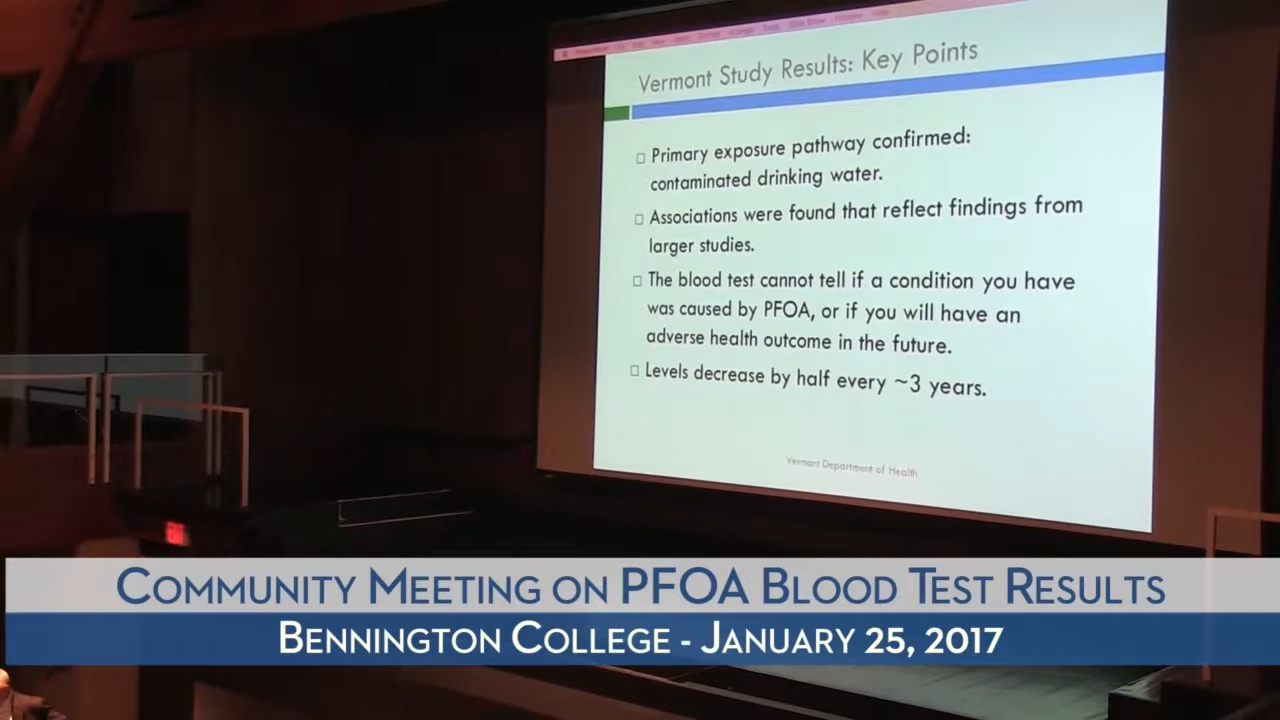 Vermont Study Results: Key Points
Primary exposure pathway confirmed:
contaminated drinking water.
Associations were found that reflect findings from
larger studies.
The blood test cannot tell if a condition you have
was caused by PFOA, or if you will have an
adverse health outcome in the future.
Levels decrease by half every ~3 years.
Vermont Department of Health
COMMUNITY MEETING ON PFOA BLOOD TEST RESULTS
BENNINGTON COLLEGE - JANUARY 25, 2017